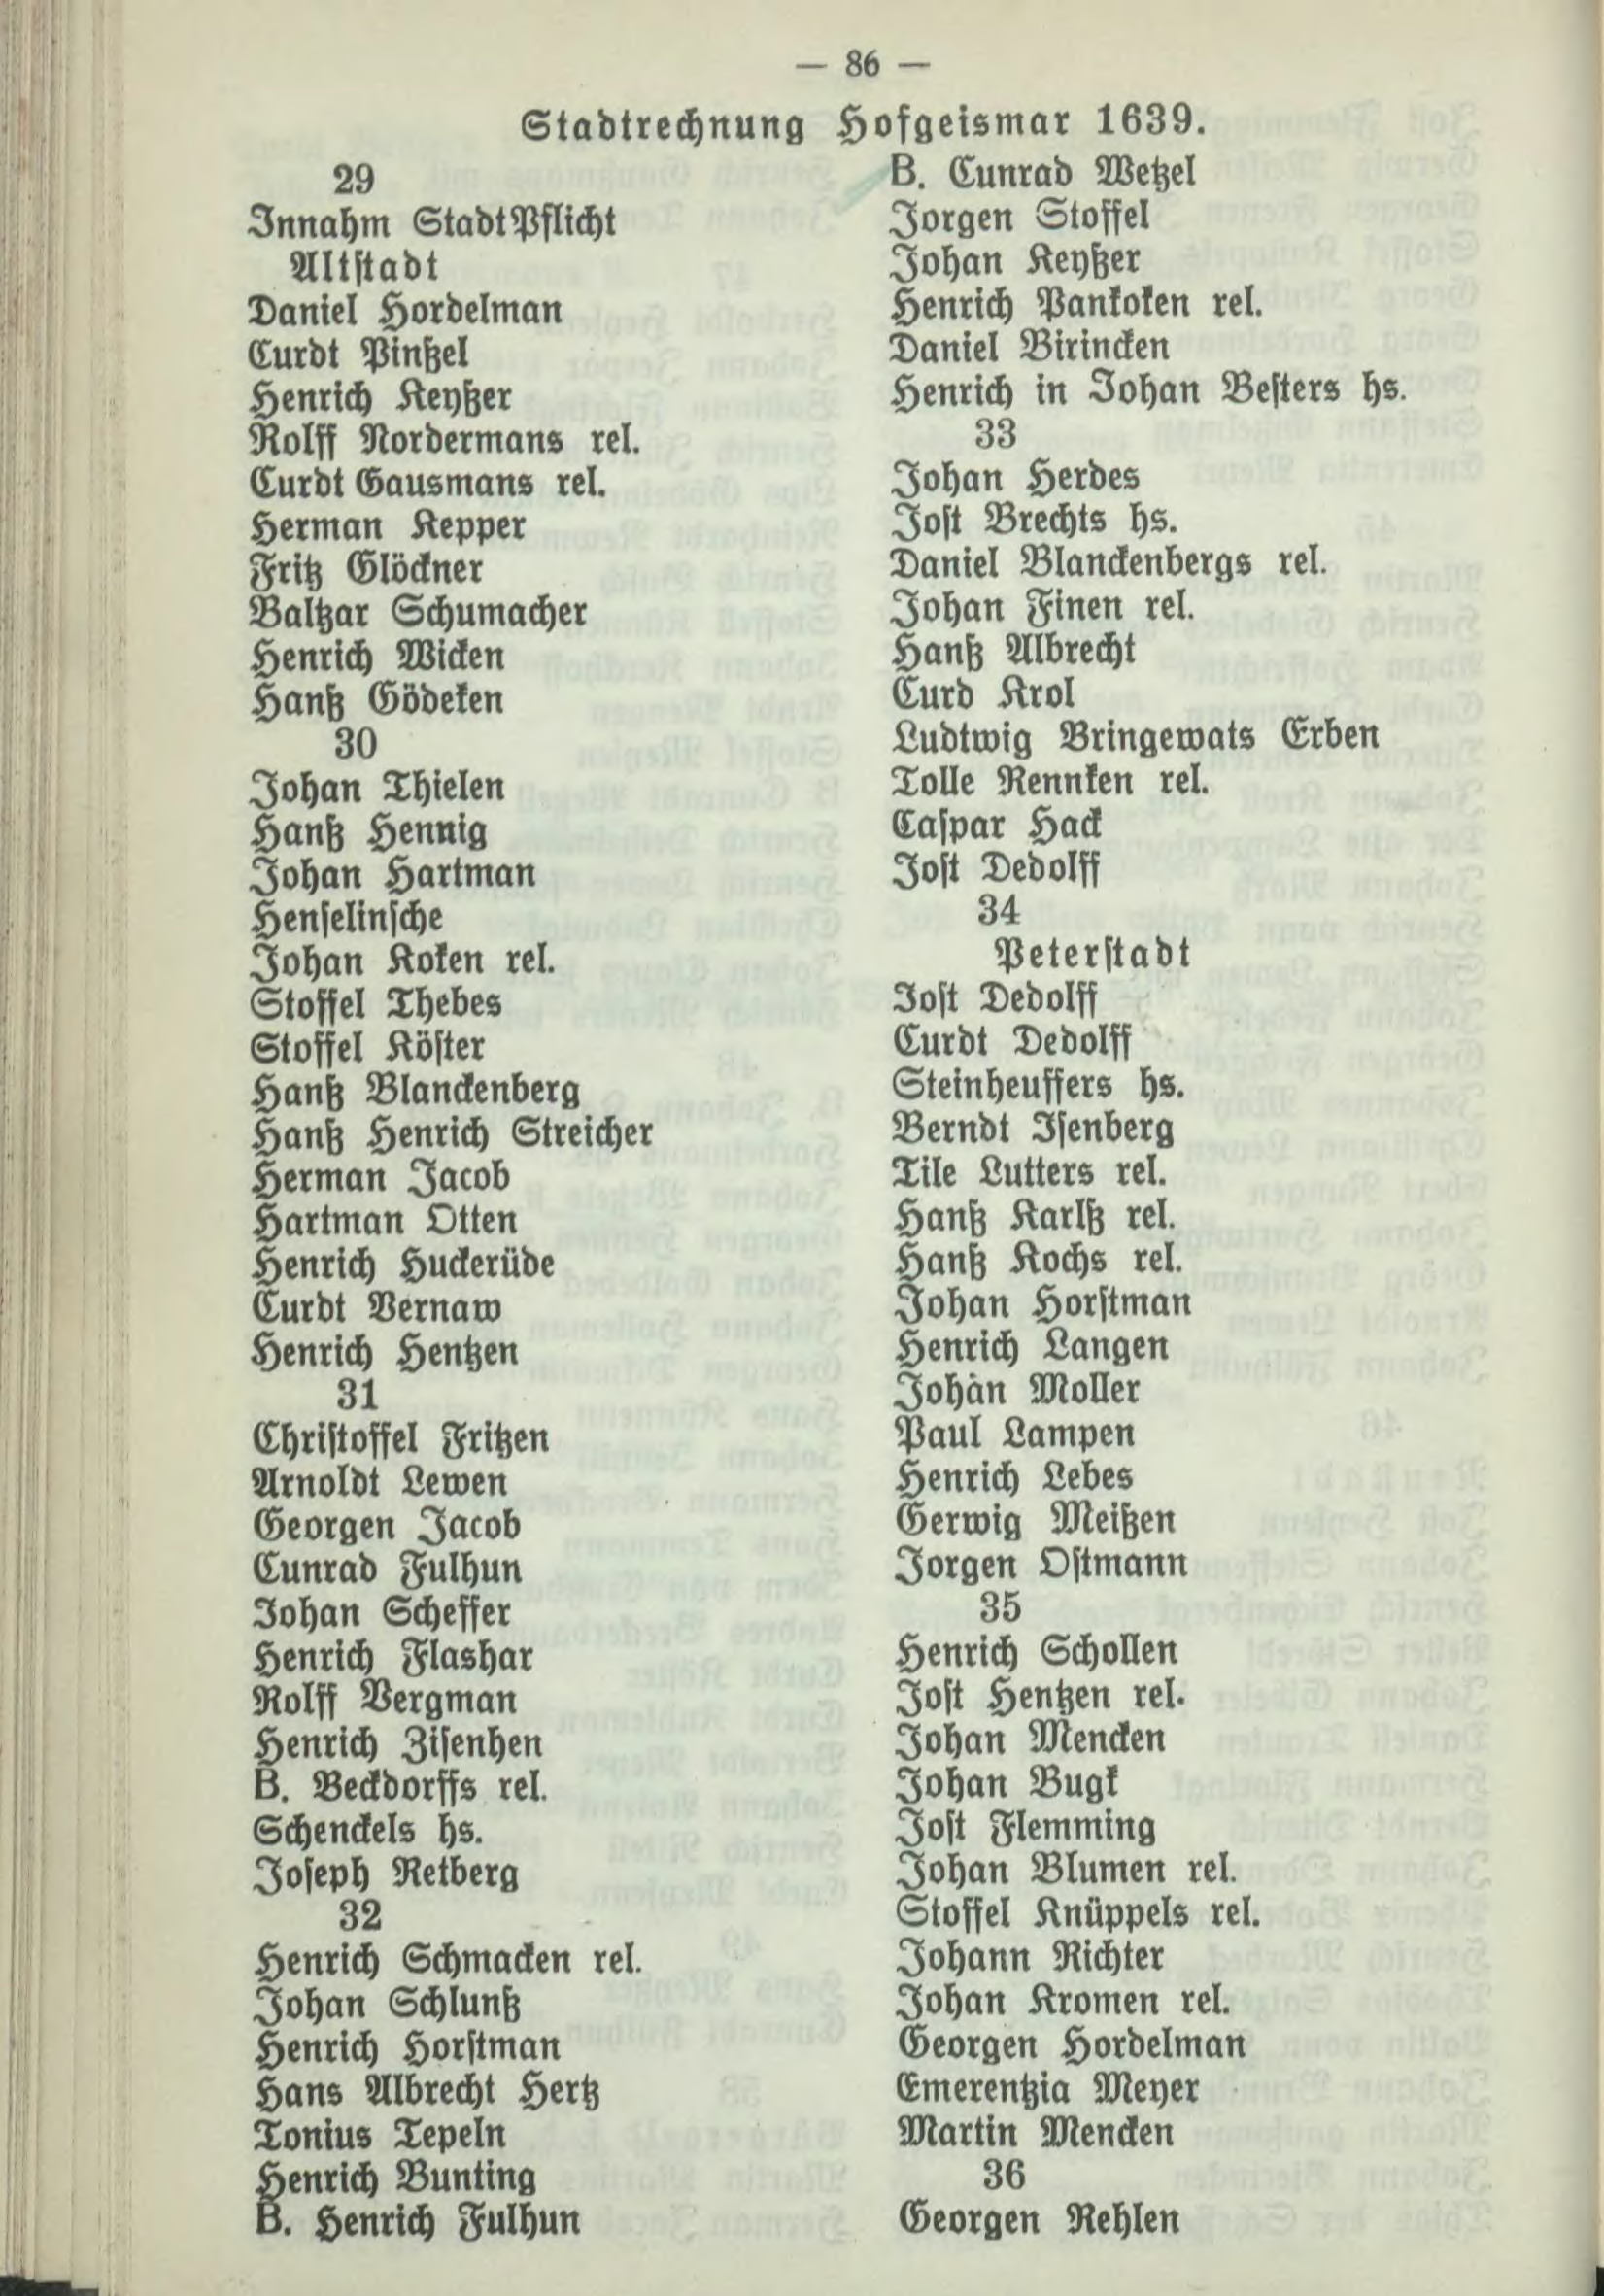 — 86 —
Stadtrechnung Hofgeismar 1639.
29
Innahm StadtPflicht
Altstadt
Daniel Hordelman
Curdt Pinßel
Henrich Keyßer
Rolff Nordermans rel.
Curdt Gausmans rel.
Herman Kepper
Fritz Glöckner
Baltzar Schumacher
Henrich Wicken
Hanß Gödeken
30
Johan Thielen
Hanß Hennig
Johan Hartman
Henselinsche
Johan Koken rel.
Stoffel Thebes
Stoffel Köster
Hanß Blanckenberg
Hanß Henrich Streicher
Herman Jacob
Hartman Otten
Henrich Huckerüde
Curdt Vernaw
Henrich Hentzen
31
Christoffel Fritzen
Arnoldt Lewen
Georgen Jacob
Cunrad Fulhun
Johan Scheffer
Henrich Flashar
Rolff Bergman
Henrich Zisenhen
B. Beckdorffs rel.
Schenckels hs.
Joseph Retberg
32
Henrich Schmacken rel.
Johan Schlunß
Henrich Horstman
Hans Albrecht Hertz
Tonius Tepeln
Henrich Bunting
B. Henrich Fulhun
B. Cunrad Wetzel
Jorgen Stoffel
Johan Keyßer
Henrich Pankoken rel.
Daniel Birincken
Henrich in Johan Besters hs.
33
Johan Herdes
Jost Brechts hs.
Daniel Blanckenbergs rel.
Johan Finen rel.
Hanß Albrecht
Curd Krol
Ludtwig Bringewats Erben
Tolle Rennken rel.
Caspar Hack
Jost Dedolff
34
Peterstadt
Jost Dedolff
Curdt Dedolff
Steinheuffers hs.
Berndt Isenberg
Tile Lutters rel.
Hanß Karlß rel.
Hanß Kochs rel.
Johan Horstman
Henrich Langen
Johan Moller
Paul Lampen
Henrich Lebes
Gerwig Meißen
Jorgen Ostmann
35
Henrich Schollen
Jost Hentzen rel.
Johan Mencken
Johan Bugk
Jost Flemming
Johan Blumen rel.
Stoffel Knüppels rel.
Johann Richter
Johan Kromen rel.
Georgen Hordelman
Emerentzia Meyer
Martin Mencken
36
Georgen Rehlen